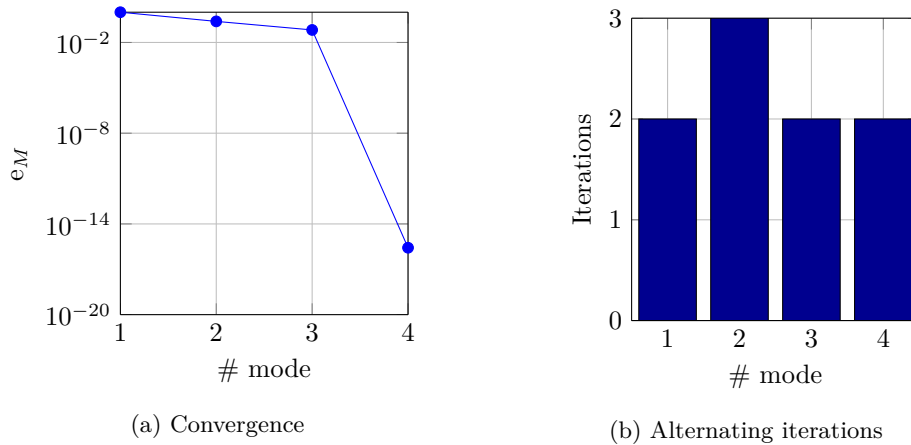 10^{-2}
10^{-8}
10^{-14}
10^{-20}
e_M
1 2 3 4
# mode
(a) Convergence
3
2
1
0
Iterations
1 2 3 4
# mode
(b) Alternating iterations